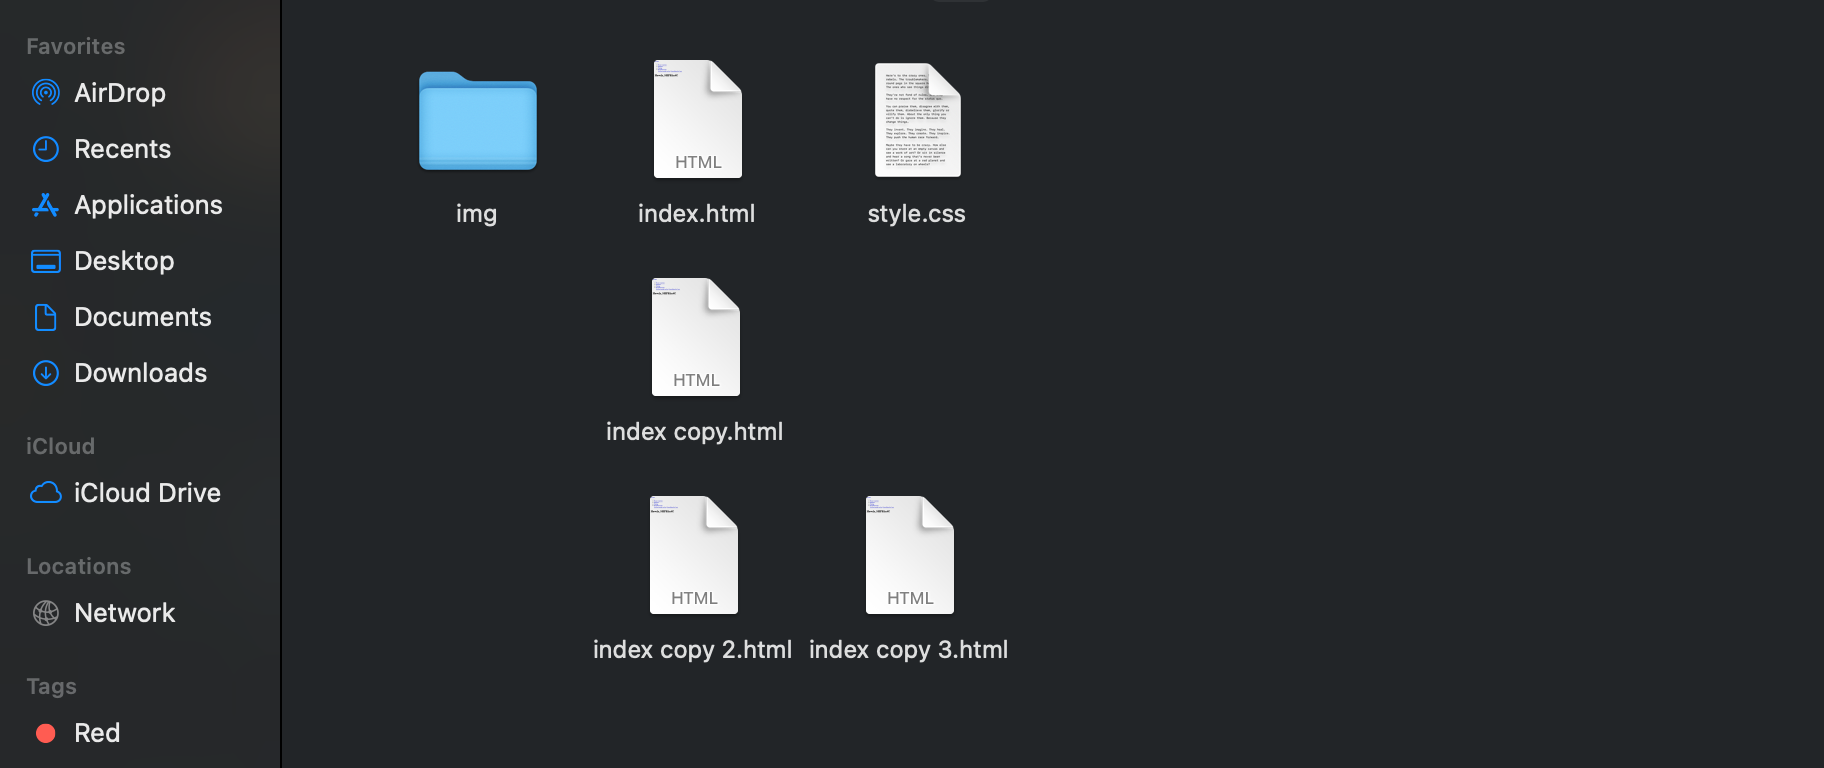 Favorites
AirDrop
Recents
Applications
Desktop
Documents
Downloads
iCloud
iCloud Drive
Locations
Network
Tags
Red
HTML
img
index.html
style.css
HTML
index copy.html
HTML
HTML
index copy 2.html
index copy 3.html